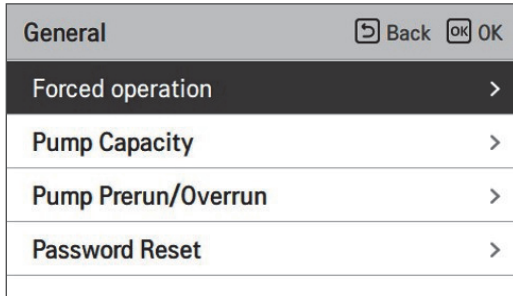 General Back OK OK
Forced operation >
Pump Capacity >
Pump Prerun/Overrun >
Password Reset >